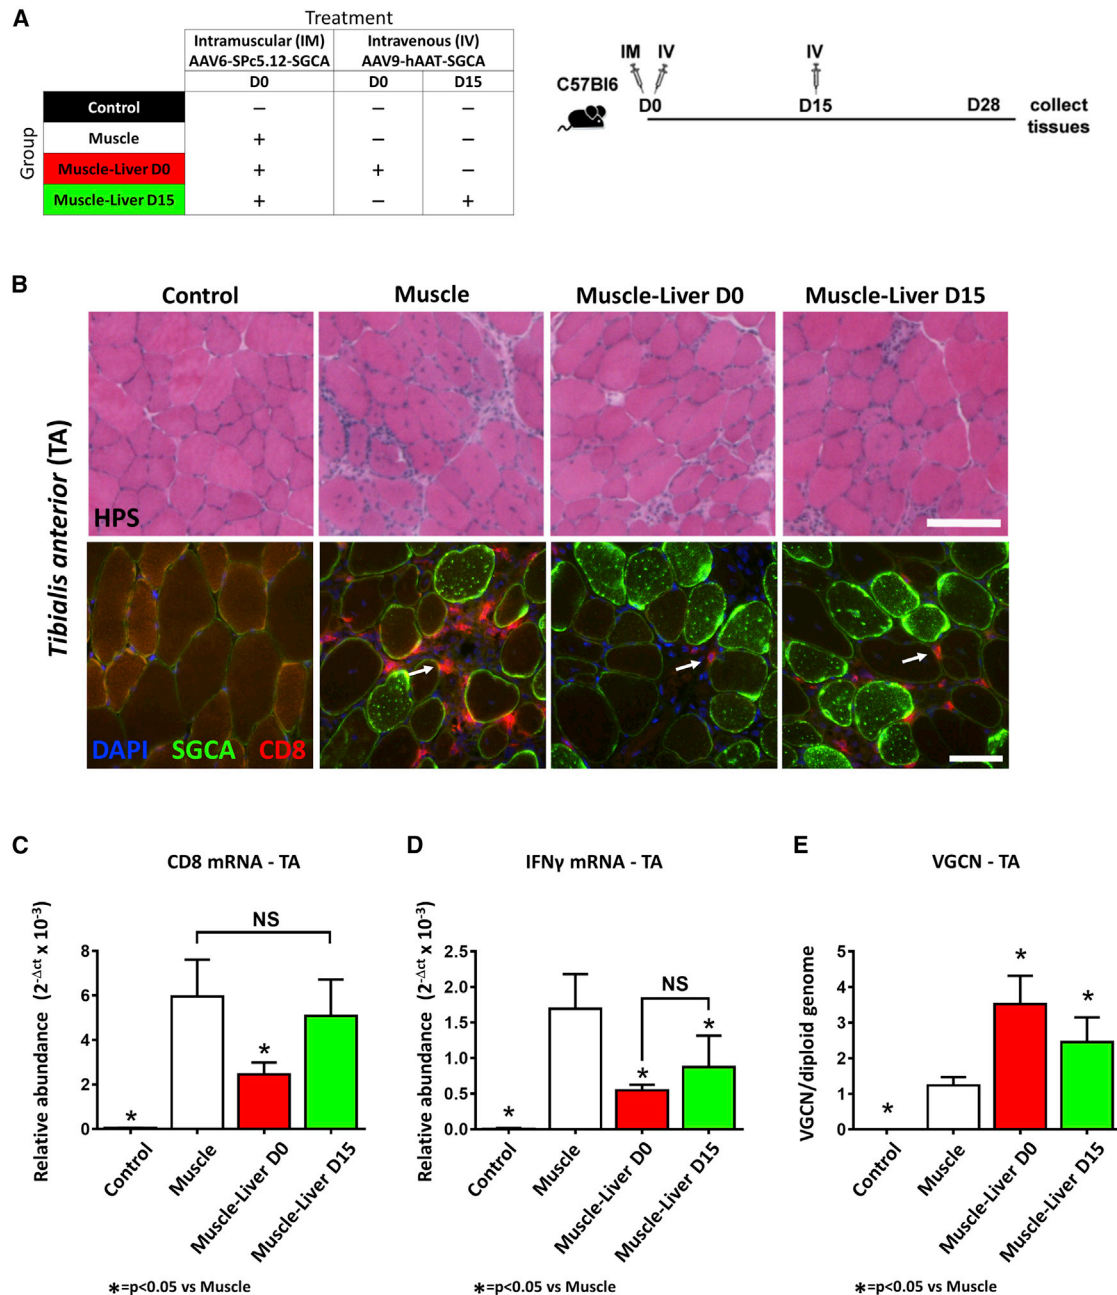 A
Treatment
Intramuscular (IM) Intravenous (IV)
AAV6-SPc5.12-SGCA AAV9-hAAT-SGCA
D0 D0 D15
Group
Control – – –
Muscle + – –
Muscle-Liver D0 + + –
Muscle-Liver D15 + – +
IM IV IV
C57Bl6
D0 D15 D28 collect
tissues
B
Control Muscle Muscle-Liver D0 Muscle-Liver D15
Tibialis anterior (TA)
HPS
DAPI SGCA CD8
C
CD8 mRNA - TA
Relative abundance (2^-Δct x 10^-3)
NS
8
6
4
2
0
*
*
Control
Muscle
Muscle-Liver D0
Muscle-Liver D15
*=p<0.05 vs Muscle
D
IFNγ mRNA - TA
Relative abundance (2^-Δct x 10^-3)
2.5
2.0
1.5
1.0
0.5
0.0
NS
*
*
*
Control
Muscle
Muscle-Liver D0
Muscle-Liver D15
*=p<0.05 vs Muscle
E
VGCN - TA
VGCN/diploid genome
5
4
3
2
1
0
*
*
*
Control
Muscle
Muscle-Liver D0
Muscle-Liver D15
*=p<0.05 vs Muscle